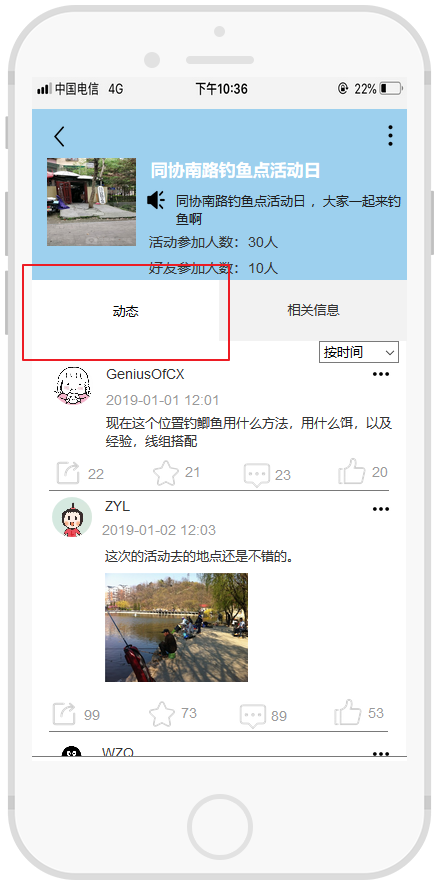 中国电信 4G 下午10:36 22%
同协南路钓鱼点活动日
同协南路钓鱼点活动日 ，大家一起来钓
鱼啊
活动参加人数：30人
好友参加人数：10人
动态 相关信息
按时间
GeniusOfCX
2019-01-01 12:01
现在这个位置钓鲫鱼用什么方法，用什么饵，以及
经验，线组搭配
22 21 23 20
ZYL
2019-01-02 12:03
这次的活动去的地点还是不错的。
99 73 89 53
WZQ